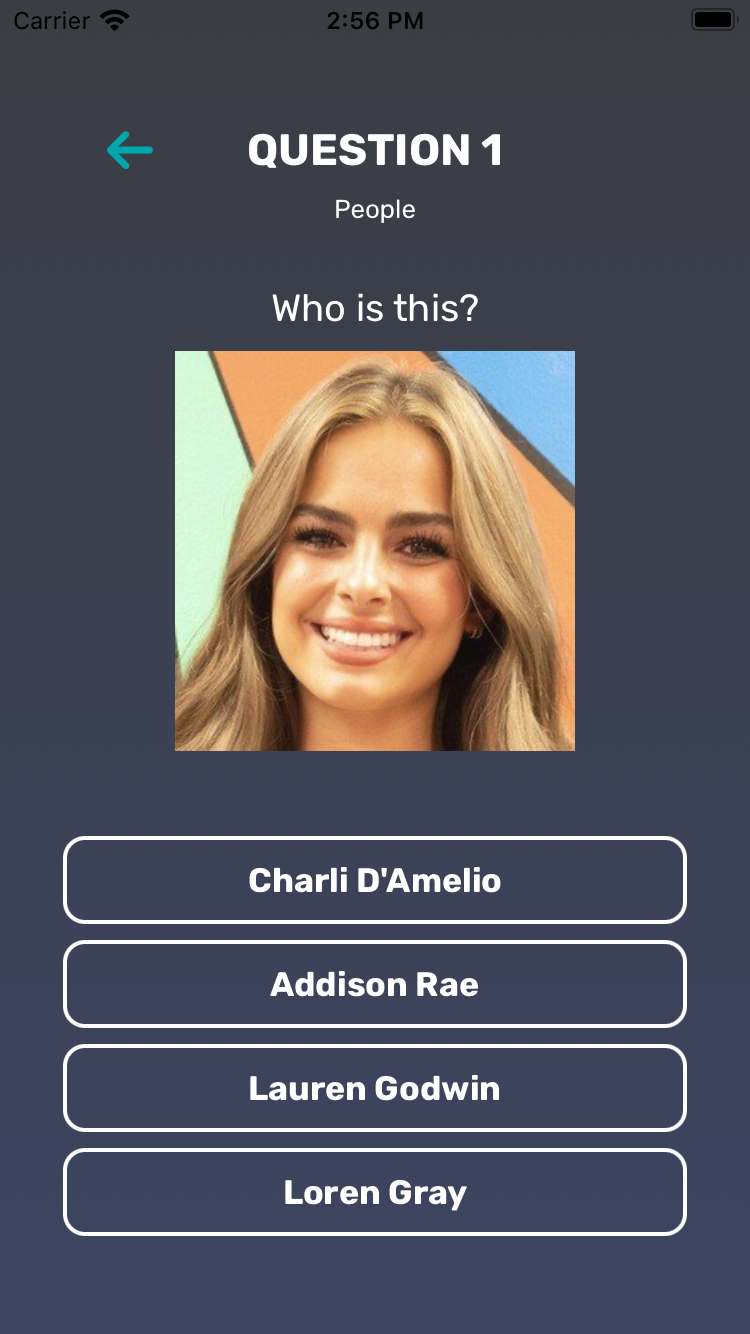 Carrier 2:56 PM
QUESTION 1
People
Who is this?
Charli D'Amelio
Addison Rae
Lauren Godwin
Loren Gray